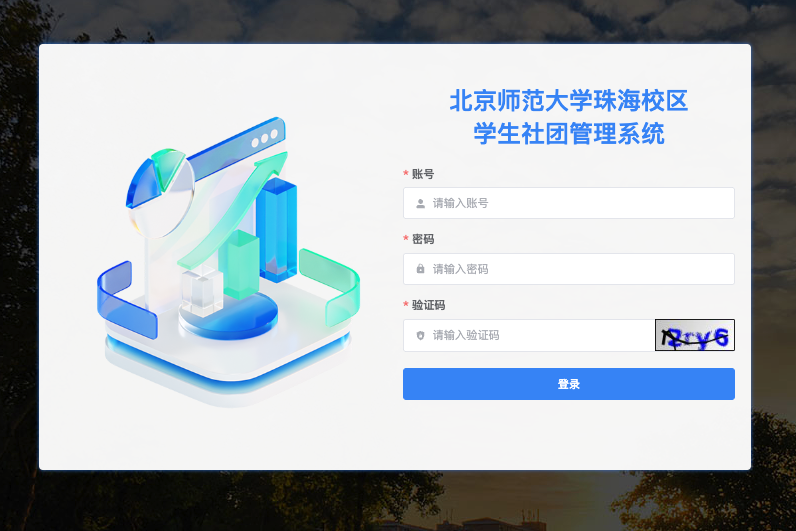 北京师范大学珠海校区
学生社团管理系统
* 账号
请输入账号
* 密码
请输入密码
* 验证码
请输入验证码
登录